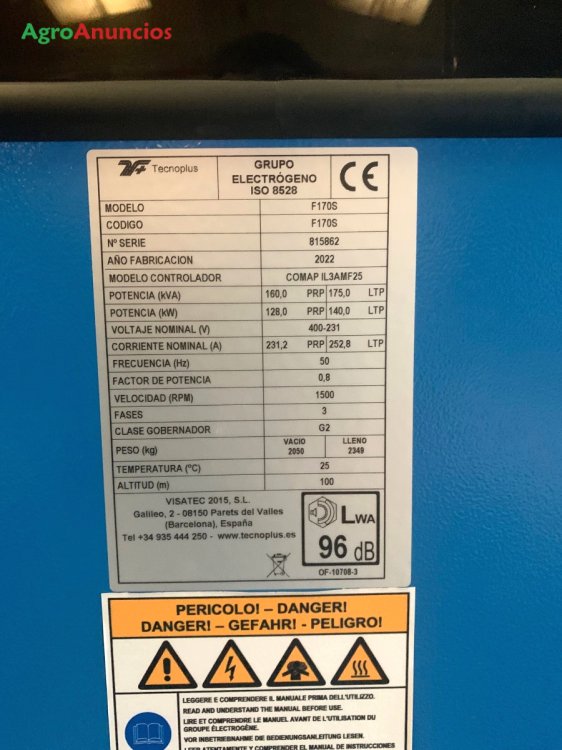 AgroAnuncios
Tecnoplus
GRUPO
ELECTRÓGENO
ISO 8528
CE
MODELO F170S
CODIGO F170S
Nº SERIE 815862
AÑO FABRICACION 2022
MODELO CONTROLADOR COMAP IL3AMF25
POTENCIA (kVA) 160,0 PRP 175,0 LTP
POTENCIA (kW) 128,0 PRP 140,0 LTP
VOLTAJE NOMINAL (V) 400-231
CORRIENTE NOMINAL (A) 231,2 PRP 252,8 LTP
FRECUENCIA (Hz) 50
FACTOR DE POTENCIA 0,8
VELOCIDAD (RPM) 1500
FASES 3
CLASE GOBERNADOR G2
PESO (kg) VACIO 2050 LLENO 2349
TEMPERATURA (ºC) 25
ALTITUD (m) 100
VISATEC 2015, S.L.
Galileo, 2 - 08150 Parets del Valles
(Barcelona), España
Tel +34 935 444 250 - www.tecnoplus.es
LWA
96 dB
OF-10708-3
PERICOLO! – DANGER!
DANGER! – GEFAHR! - PELIGRO!
LEGGERE E COMPRENDERE IL MANUALE PRIMA DELL'UTILIZZO.
READ AND UNDERSTAND THE MANUAL BEFORE USE.
LIRE ET COMPRENDRE LE MANUEL AVANT DE L'UTILISATION DU
GROUPE ÉLECTROGÈNE.
VOR INBETRIEBNAHME DIE BEDIENUNGSANLEITUNG LESEN.
LEER ATENTAMENTE Y COMPRENDER EL MANUAL DE INSTRUCCIONES